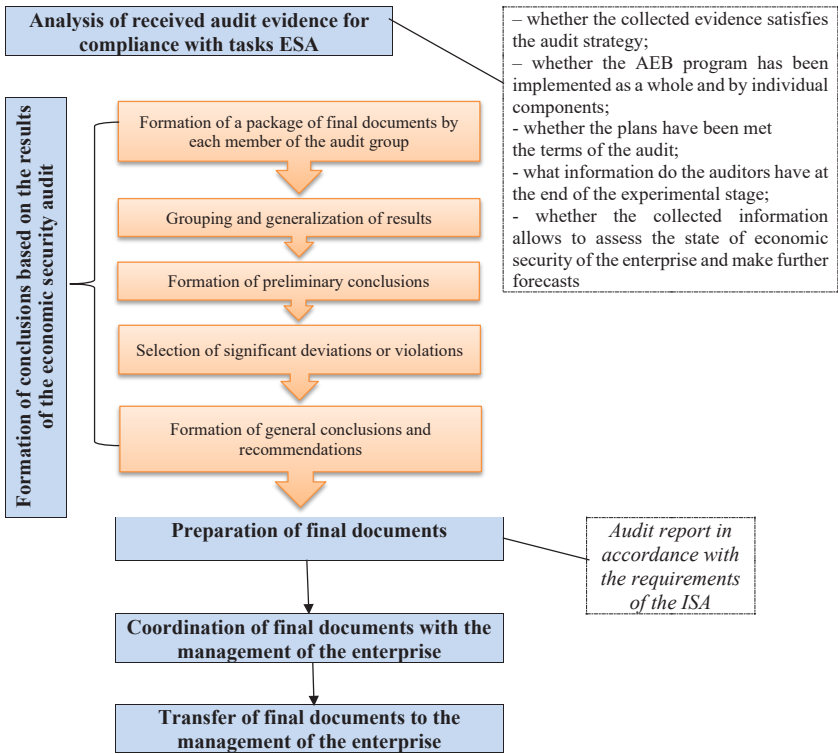 Analysis of received audit evidence for
compliance with tasks ESA
– whether the collected evidence satisfies
the audit strategy;
– whether the AEB program has been
implemented as a whole and by individual
components;
- whether the plans have been met
the terms of the audit;
- what information do the auditors have at
the end of the experimental stage;
- whether the collected information
allows to assess the state of economic
security of the enterprise and make further
forecasts
Formation of conclusions based on the results
of the economic security audit
Formation of a package of final documents by
each member of the audit group
Grouping and generalization of results
Formation of preliminary conclusions
Selection of significant deviations or violations
Formation of general conclusions and
recommendations
Preparation of final documents
Audit report in
accordance with
the requirements
of the ISA
Coordination of final documents with the
management of the enterprise
Transfer of final documents to the
management of the enterprise